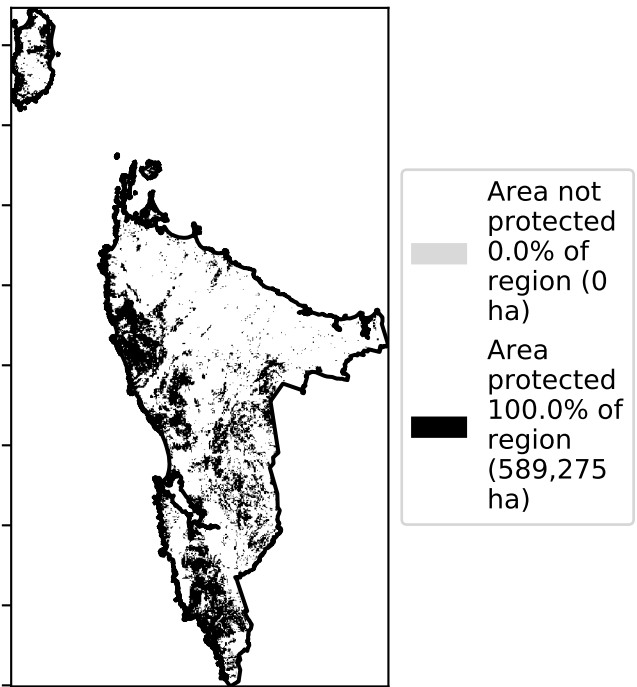 Area not
protected
0.0% of
region (0
ha)
Area
protected
100.0% of
region
(589,275
ha)